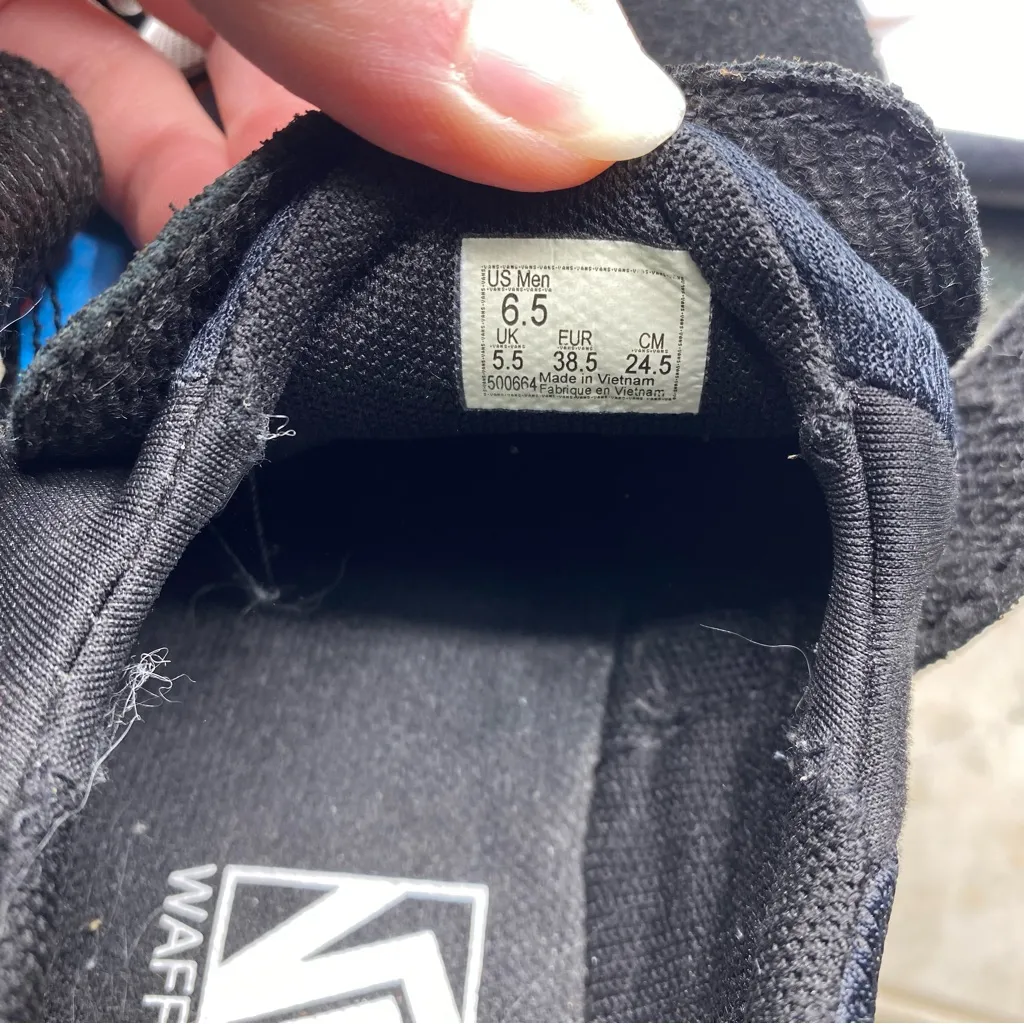 US Men
6.5
UK EUR CM
5.5 38.5 24.5
500664 Made in Vietnam
Fabrique en Vietnam
WAFF